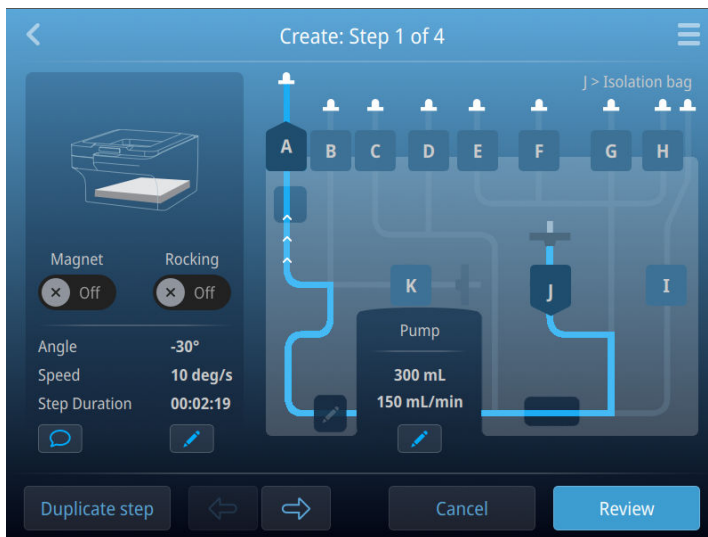 Create: Step 1 of 4
J > Isolation bag
A
B
C
D
E
F
G
H
Magnet
Rocking
Off
Off
K
J
I
Angle -30°
Speed 10 deg/s
Step Duration 00:02:19
Pump
300 mL
150 mL/min
Duplicate step
Cancel
Review